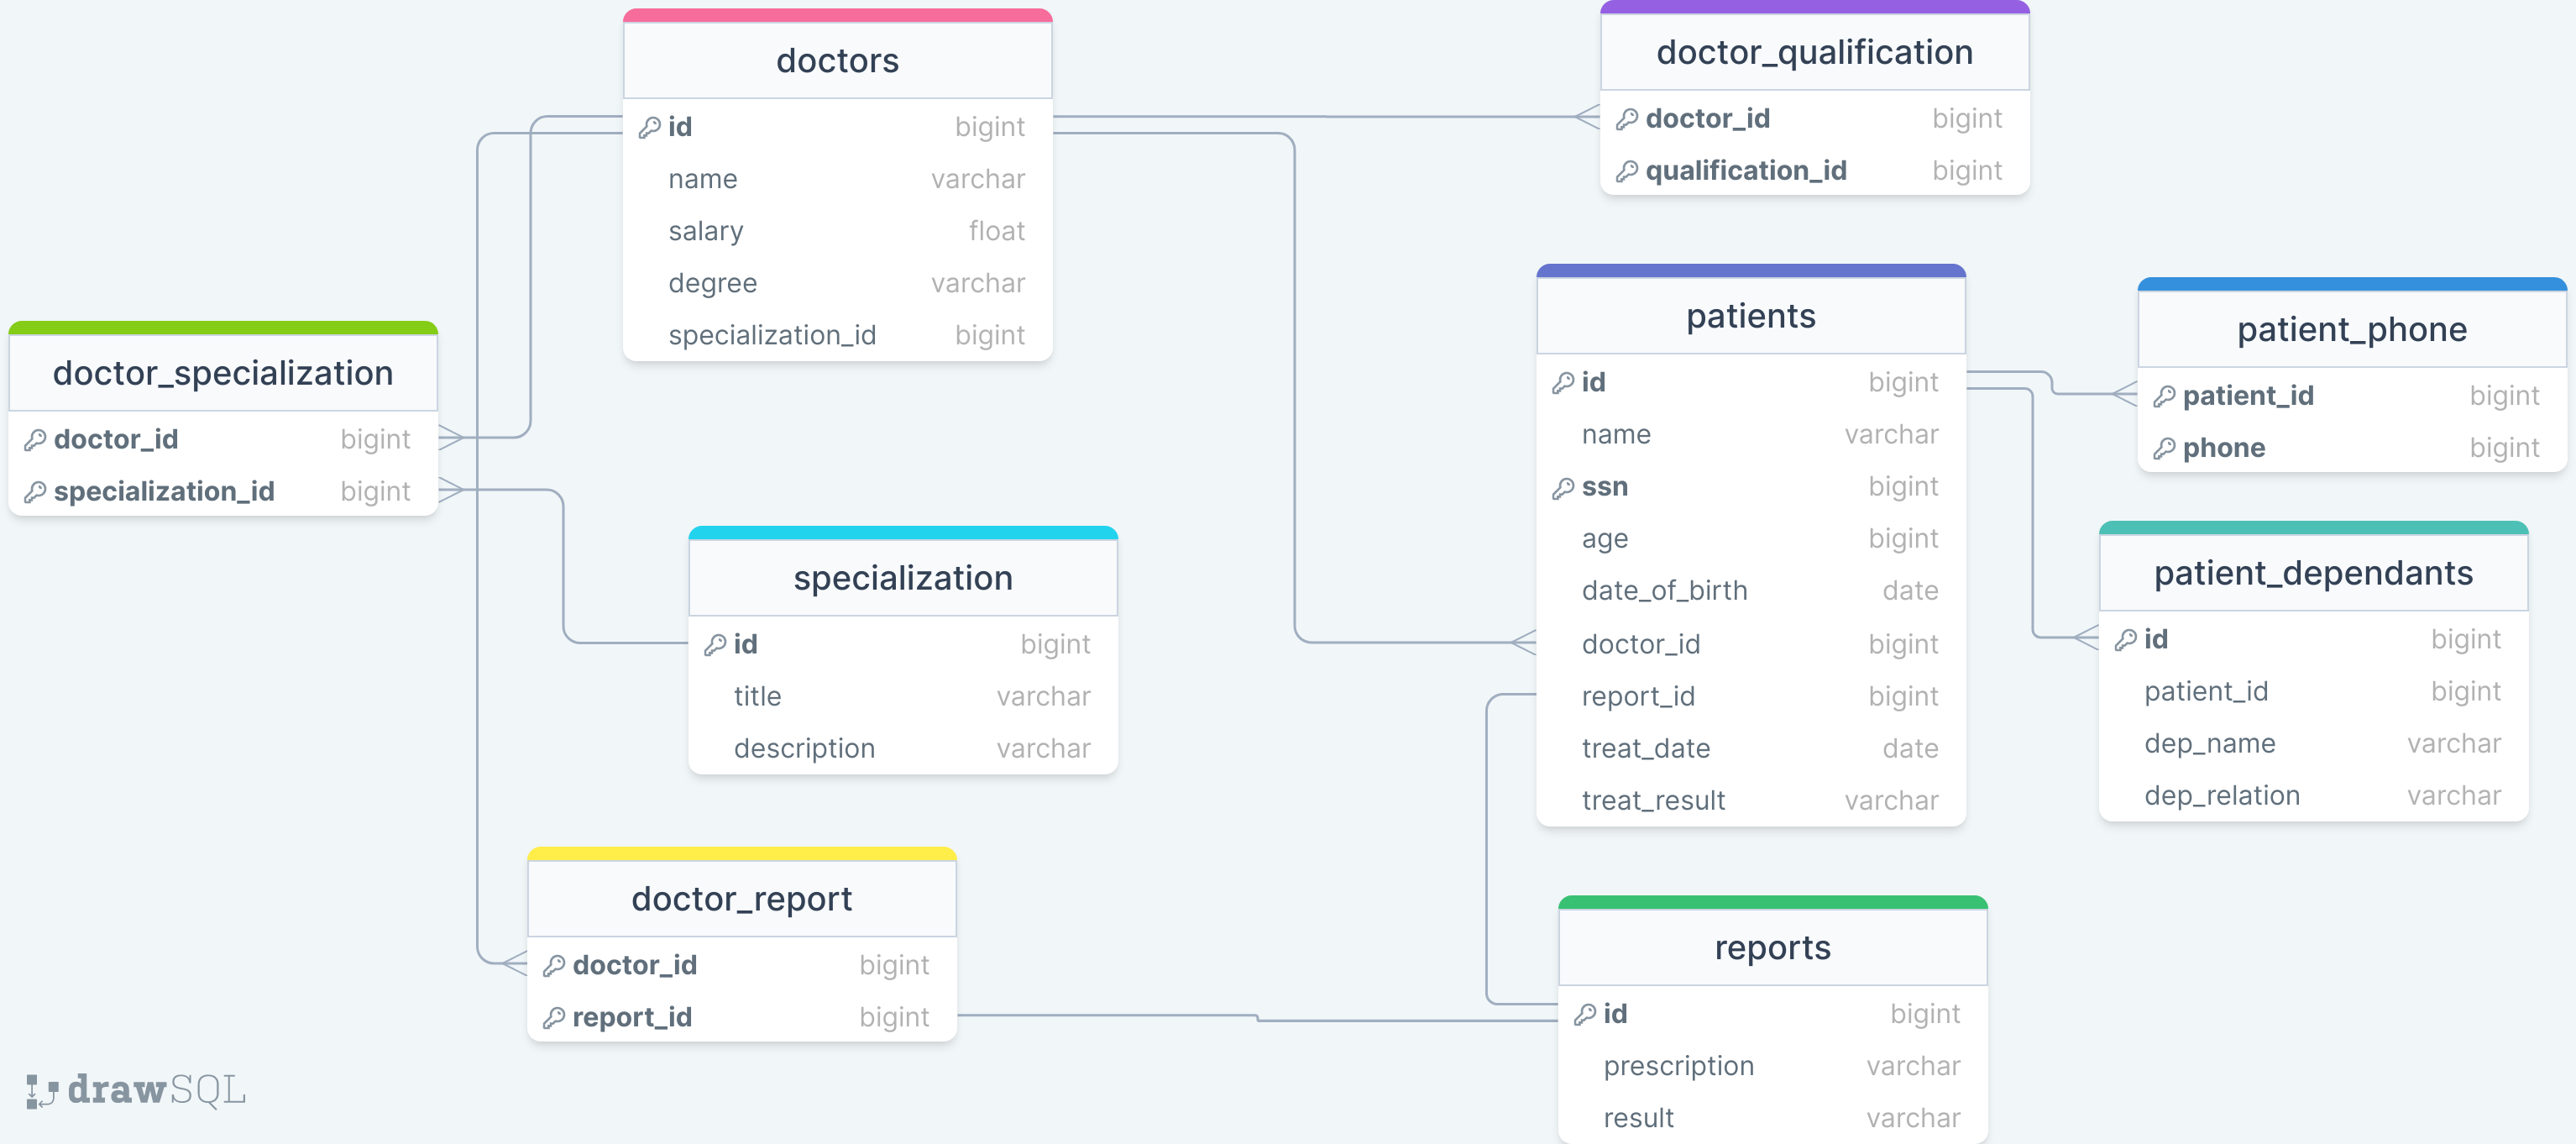 doctors
id bigint
name varchar
salary float
degree varchar
specialization_id bigint
doctor_qualification
doctor_id bigint
qualification_id bigint
doctor_specialization
doctor_id bigint
specialization_id bigint
patients
id bigint
name varchar
ssn bigint
age bigint
date_of_birth date
doctor_id bigint
report_id bigint
treat_date date
treat_result varchar
patient_phone
patient_id bigint
phone bigint
specialization
id bigint
title varchar
description varchar
patient_dependants
id bigint
patient_id bigint
dep_name varchar
dep_relation varchar
doctor_report
doctor_id bigint
report_id bigint
reports
id bigint
prescription varchar
result varchar
drawSQL